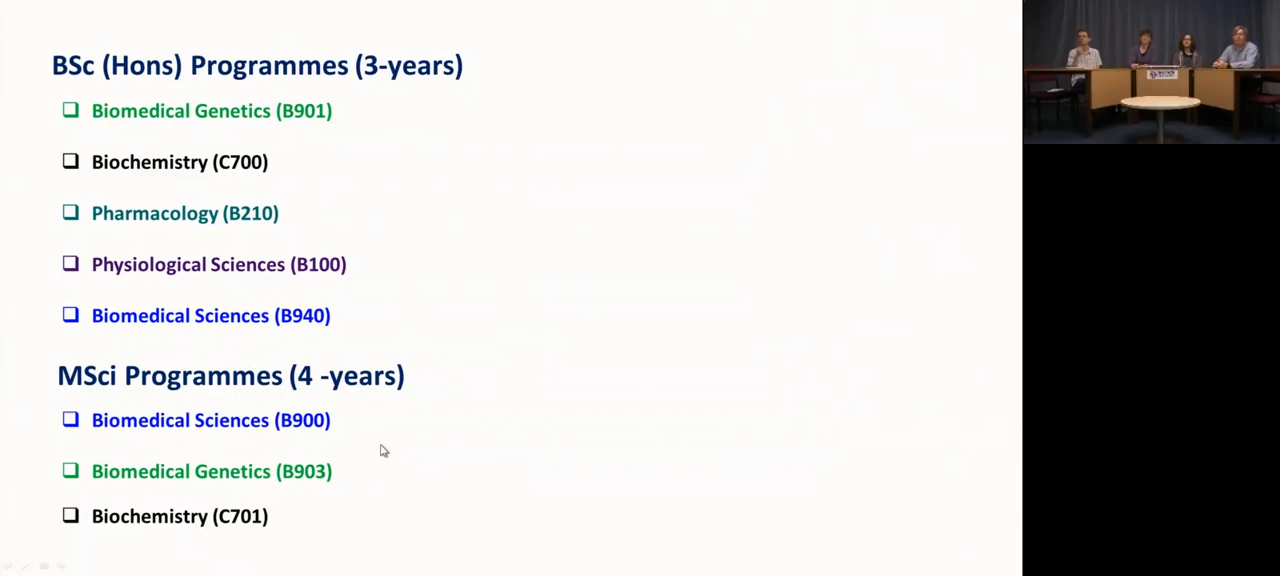 BSc (Hons) Programmes (3-years)
❑ Biomedical Genetics (B901)
❑ Biochemistry (C700)
❑ Pharmacology (B210)
❑ Physiological Sciences (B100)
❑ Biomedical Sciences (B940)
MSci Programmes (4 -years)
❑ Biomedical Sciences (B900)
❑ Biomedical Genetics (B903)
❑ Biochemistry (C701)